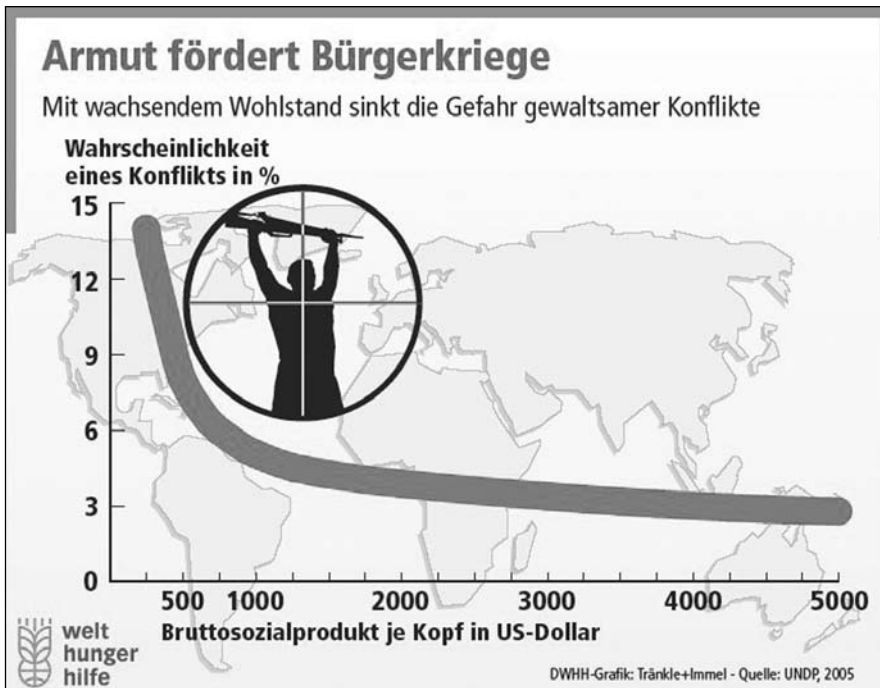 Armut fördert Bürgerkriege
Mit wachsendem Wohlstand sinkt die Gefahr gewaltsamer Konflikte
Wahrscheinlichkeit
eines Konflikts in %
15
12
9
6
3
0
500 1000 2000 3000 4000 5000
Bruttosozialprodukt je Kopf in US-Dollar
welt
hunger
hilfe
DWHH-Grafik: Tränkle+Immel - Quelle: UNDP, 2005